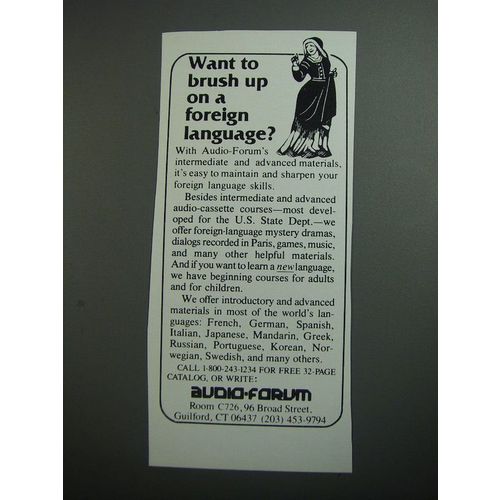 Want to
brush up
on a
foreign
language?
With Audio-Forum's
intermediate and advanced materials,
it's easy to maintain and sharpen your
foreign language skills.
Besides intermediate and advanced
audio-cassette courses—most devel-
oped for the U.S. State Dept.—we
offer foreign-language mystery dramas,
dialogs recorded in Paris, games, music,
and many other helpful materials.
And if you want to learn a new language,
we have beginning courses for adults
and for children.
We offer introductory and advanced
materials in most of the world's lan-
guages: French, German, Spanish,
Italian, Japanese, Mandarin, Greek,
Russian, Portuguese, Korean, Nor-
wegian, Swedish, and many others.
CALL 1-800-243-1234 FOR FREE 32-PAGE
CATALOG, OR WRITE:
AUDIO-FORUM
Room C726, 96 Broad Street,
Guilford, CT 06437 (203) 453-9794